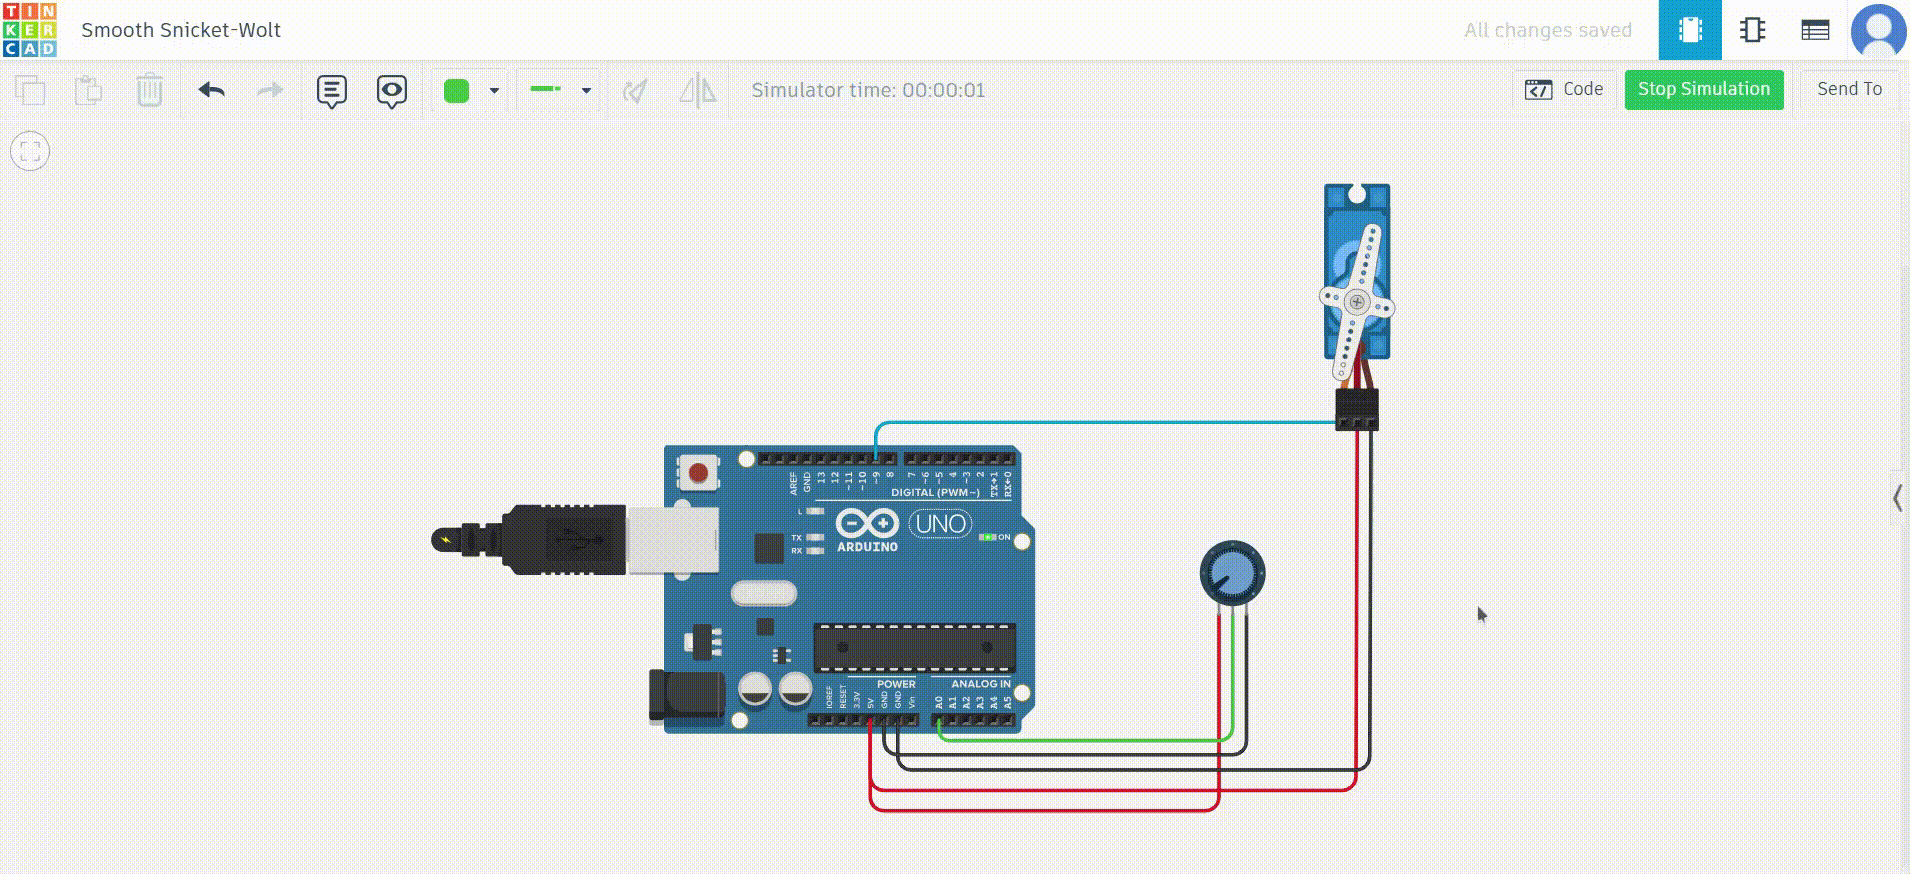 TIN
KER
CAD
Smooth Snicket-Wolt
All changes saved
Simulator time: 00:00:01
Code
Stop Simulation
Send To
AREF
GND
13
12
~11
~10
~9
8
7
~6
~5
4
~3
2
TX→1
RX←0
DIGITAL (PWM~)
L
TX
RX
ARDUINO
UNO
ON
POWER
ANALOG IN
IOREF
RESET
3.3V
5V
GND
GND
Vin
A0
A1
A2
A3
A4
A5